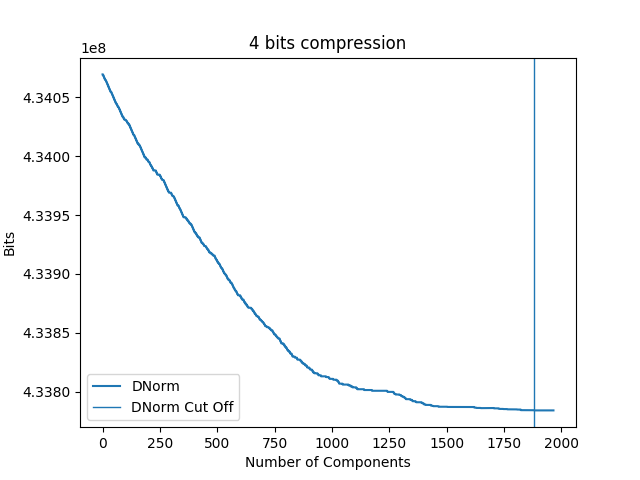 4 bits compression
1e8
4.3405
4.3400
4.3395
4.3390
4.3385
4.3380
Bits
DNorm
DNorm Cut Off
0 250 500 750 1000 1250 1500 1750 2000
Number of Components